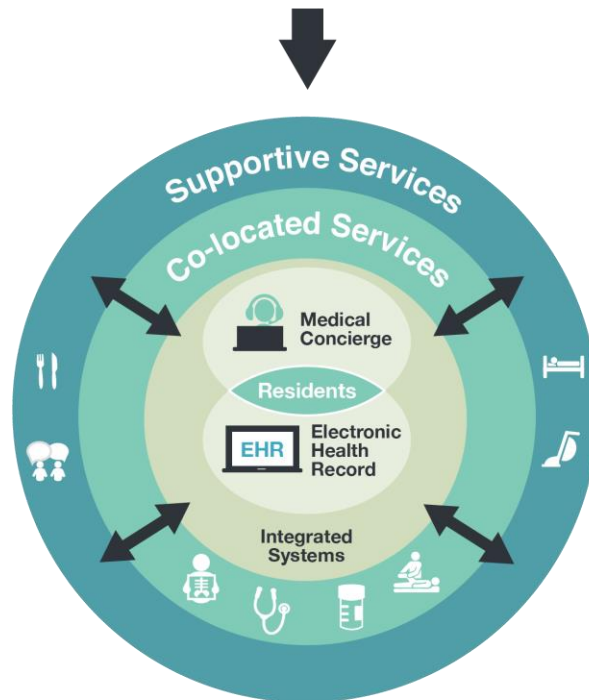 Supportive Services
Co-located Services
Medical
Concierge
Residents
EHR
Electronic
Health
Record
Integrated
Systems